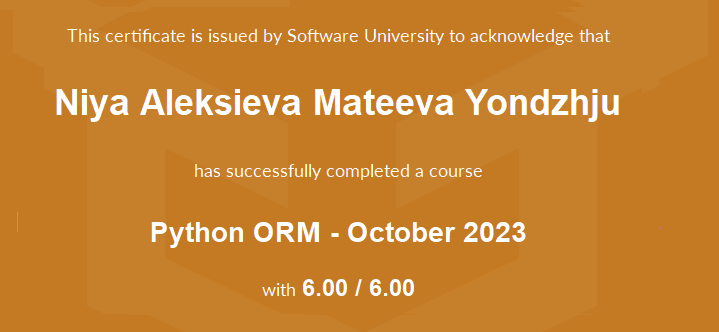 This certificate is issued by Software University to acknowledge that
Niya Aleksieva Mateeva Yondzhju
has successfully completed a course
Python ORM - October 2023
with 6.00 / 6.00